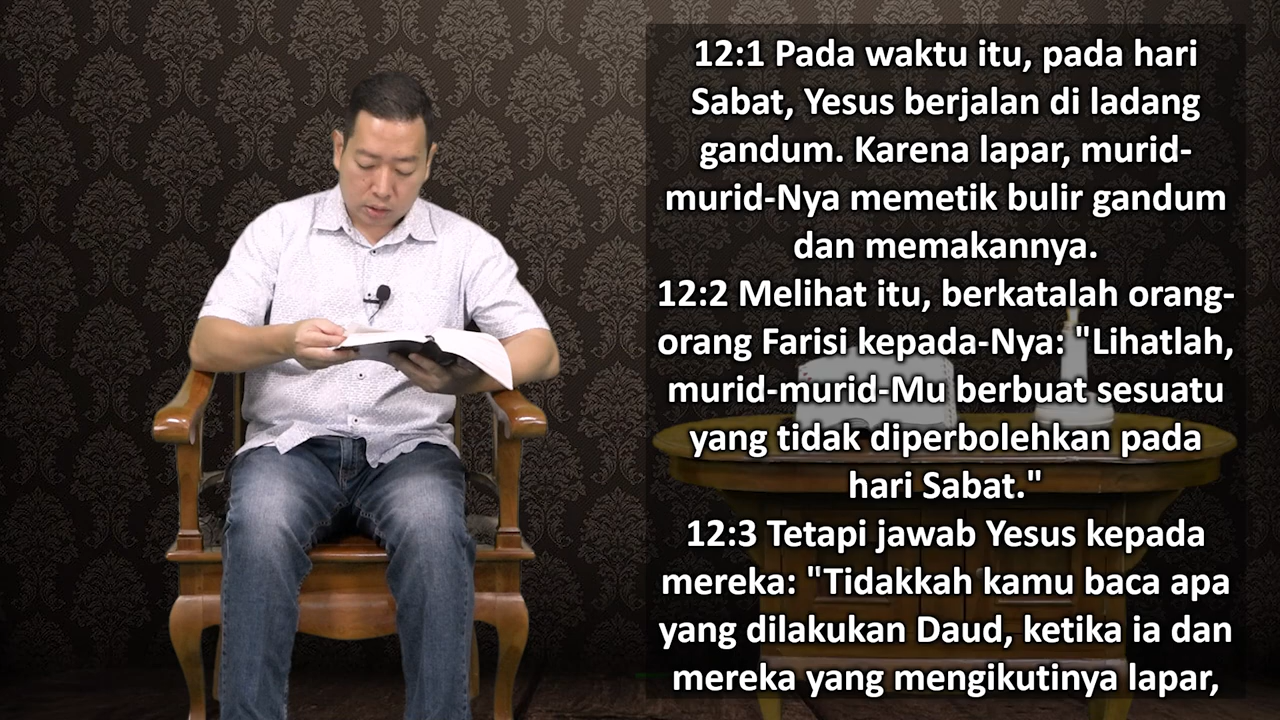 12:1 Pada waktu itu, pada hari
Sabat, Yesus berjalan di ladang
gandum. Karena lapar, murid-
murid-Nya memetik bulir gandum
dan memakannya.
12:2 Melihat itu, berkatalah orang-
orang Farisi kepada-Nya: "Lihatlah,
murid-murid-Mu berbuat sesuatu
yang tidak diperbolehkan pada
hari Sabat."
12:3 Tetapi jawab Yesus kepada
mereka: "Tidakkah kamu baca apa
yang dilakukan Daud, ketika ia dan
mereka yang mengikutinya lapar,